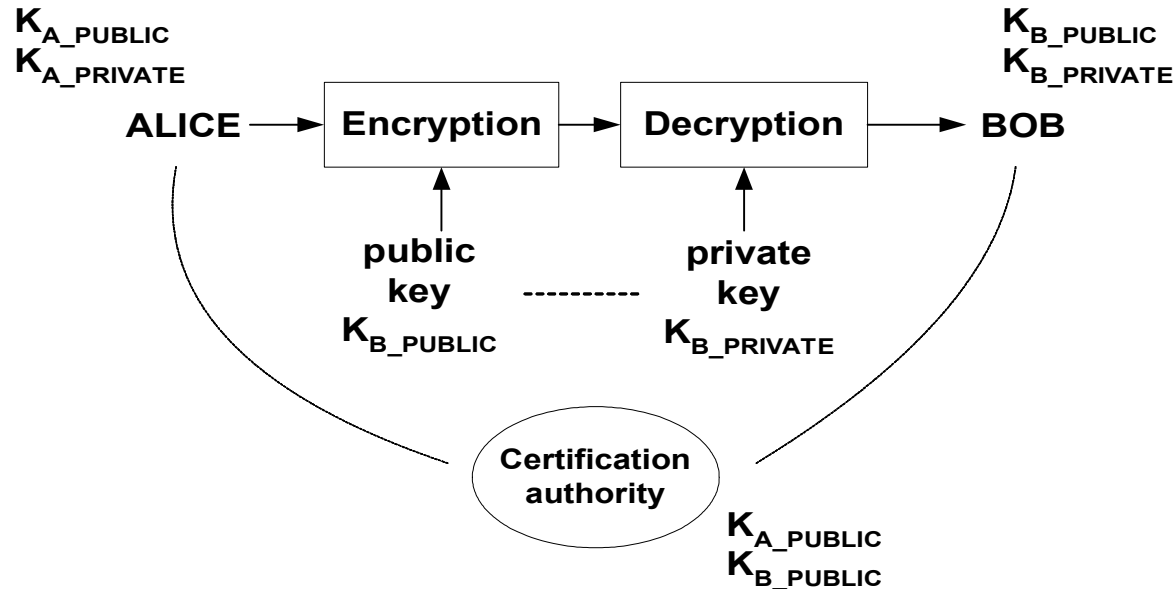 K_A_PUBLIC
K_A_PRIVATE
K_B_PUBLIC
K_B_PRIVATE
ALICE
Encryption
Decryption
BOB
public
key
K_B_PUBLIC
private
key
K_B_PRIVATE
Certification
authority
K_A_PUBLIC
K_B_PUBLIC